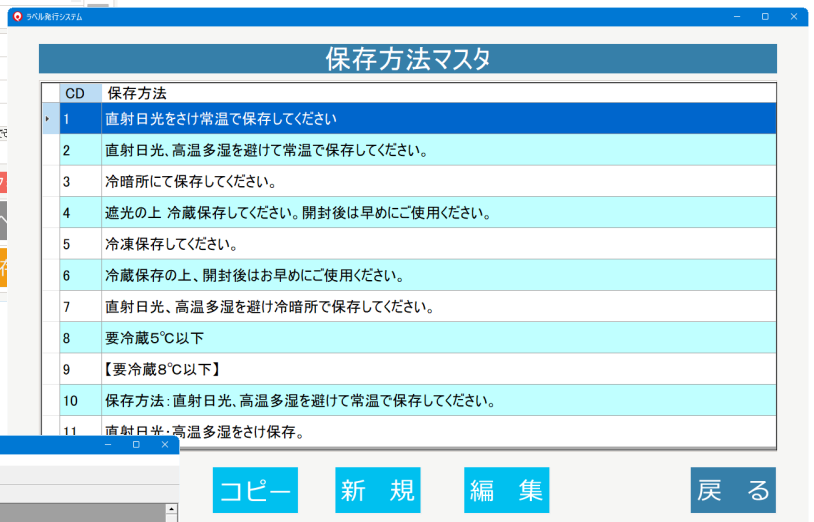 ラベル発行システム
保存方法マスタ
CD 保存方法
1 直射日光をさけ常温で保存してください
2 直射日光、高温多湿を避けて常温で保存してください。
3 冷暗所にて保存してください。
4 遮光の上 冷蔵保存してください。開封後は早めにご使用ください。
5 冷凍保存してください。
6 冷蔵保存の上、開封後はお早めにご使用ください。
7 直射日光、高温多湿を避け冷暗所で保存してください。
8 要冷蔵5℃以下
9 【要冷蔵8℃以下】
10 保存方法:直射日光、高温多湿を避けて常温で保存してください。
11 直射日光・高温多湿をさけ保存。
コピー 新 規 編 集 戻 る